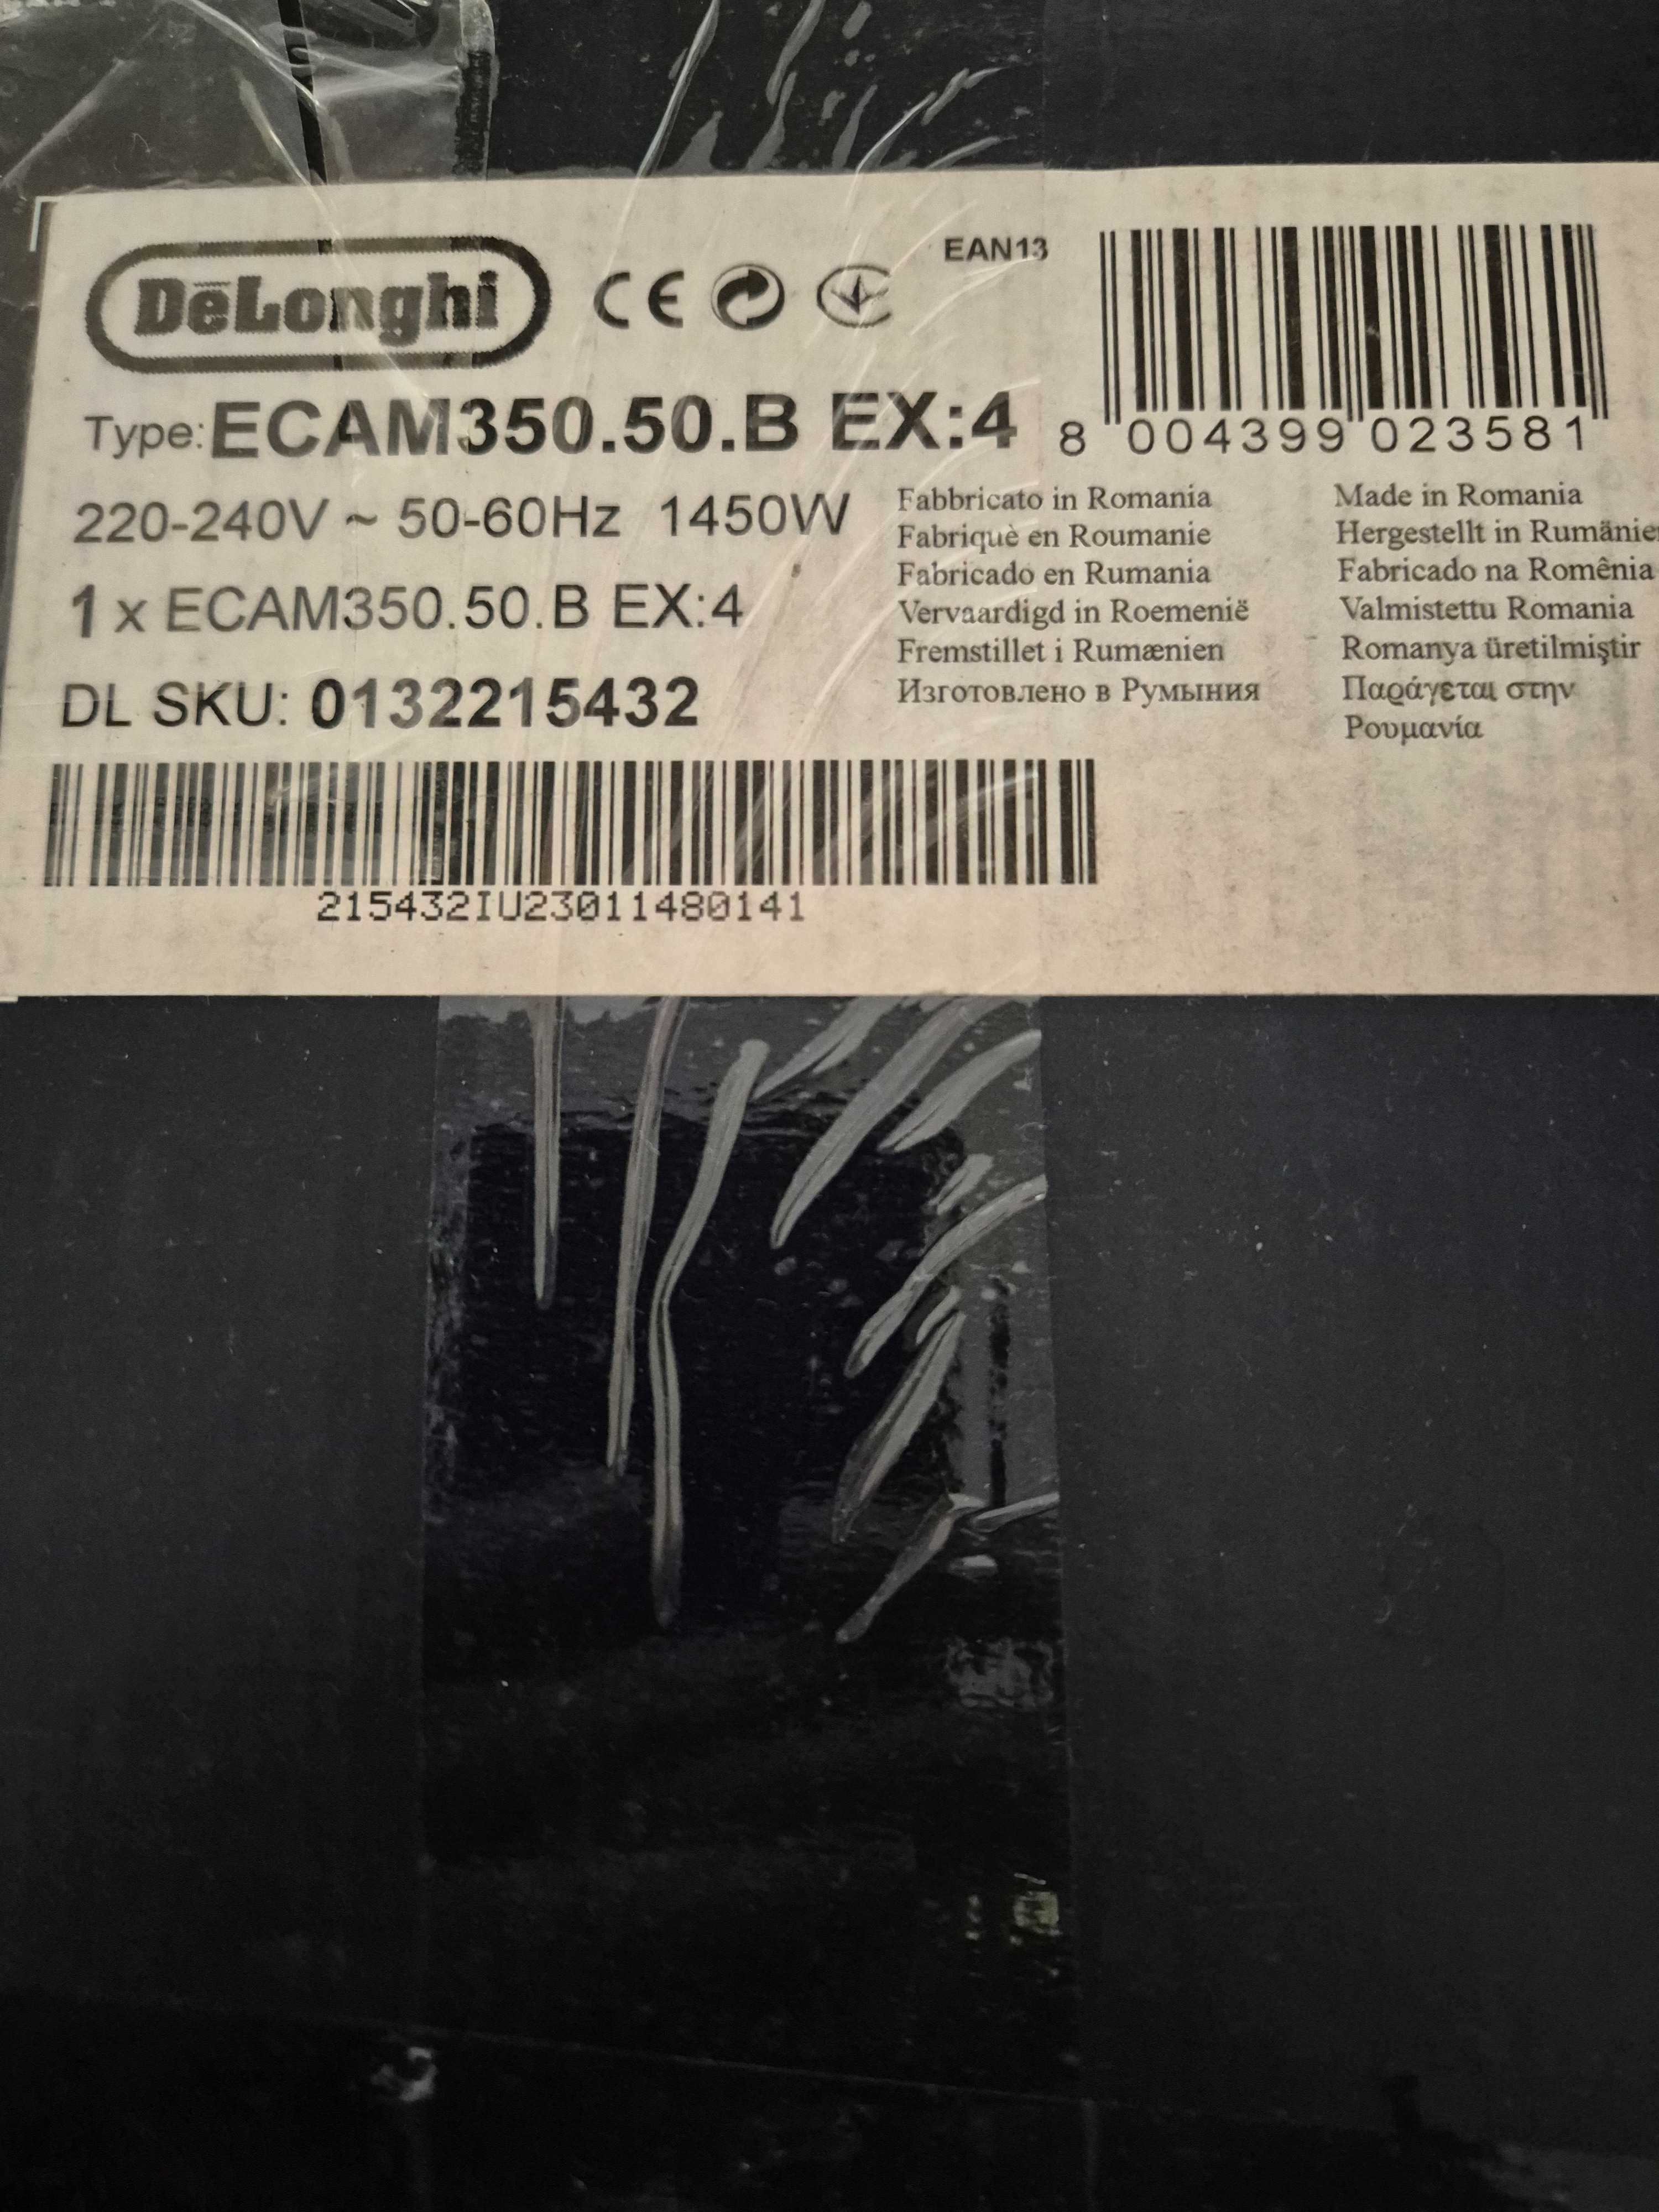 DēLonghi CE EAN13
Type: ECAM350.50.B EX:4
8 004399 023581
220-240V ~ 50-60Hz 1450W
1 x ECAM350.50.B EX:4
DL SKU: 0132215432
215432IU23011480141
Fabbricato in Romania
Fabriquè en Roumanie
Fabricado en Rumania
Vervaardigd in Roemenië
Fremstillet i Rumænien
Изготовлено в Румыния
Made in Romania
Hergestellt in Rumänie
Fabricado na Romênia
Valmistettu Romania
Romanya üretilmiştir
Παράγεται στην
Ρουμανία